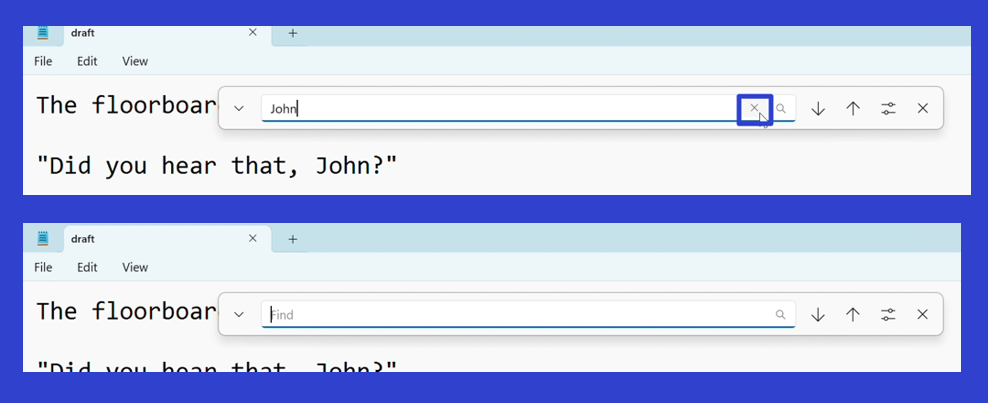 draft
File Edit View
The floorboar
John
"Did you hear that, John?"
draft
File Edit View
The floorboar
Find
"Did you hear that, John?"